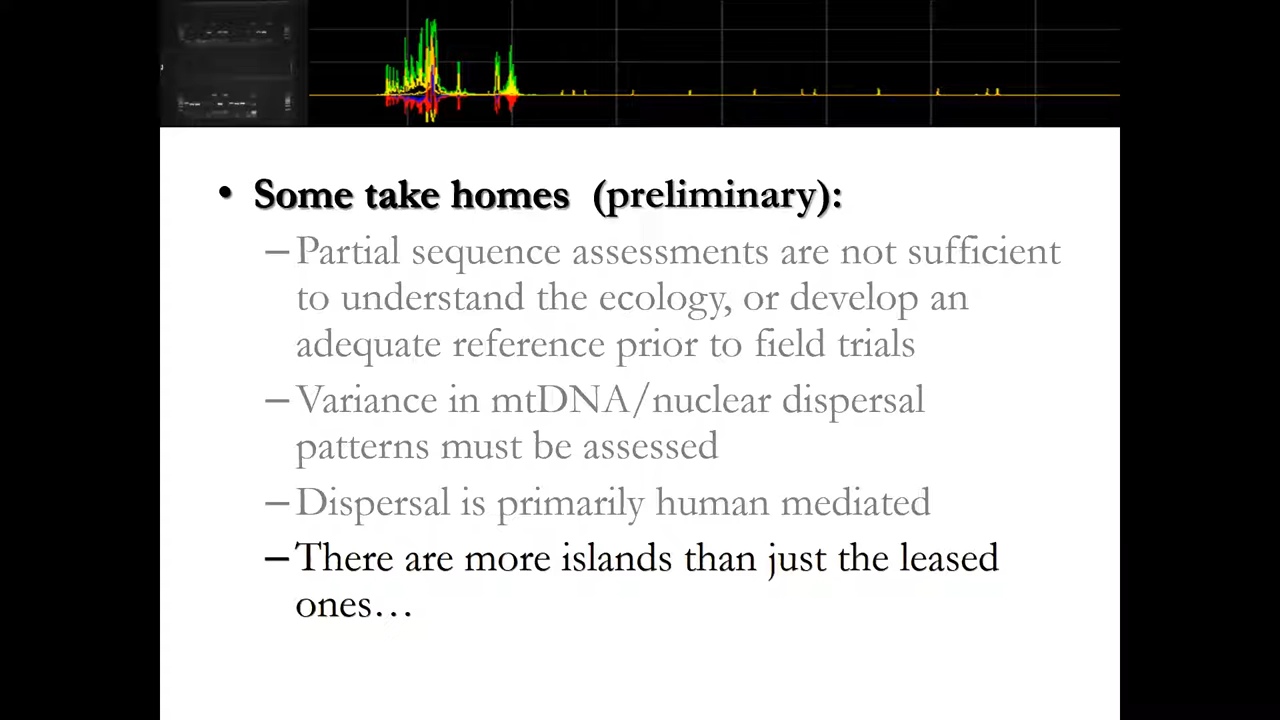 • Some take homes (preliminary):
– Partial sequence assessments are not sufficient
to understand the ecology, or develop an
adequate reference prior to field trials
– Variance in mtDNA/nuclear dispersal
patterns must be assessed
– Dispersal is primarily human mediated
– There are more islands than just the leased
ones…